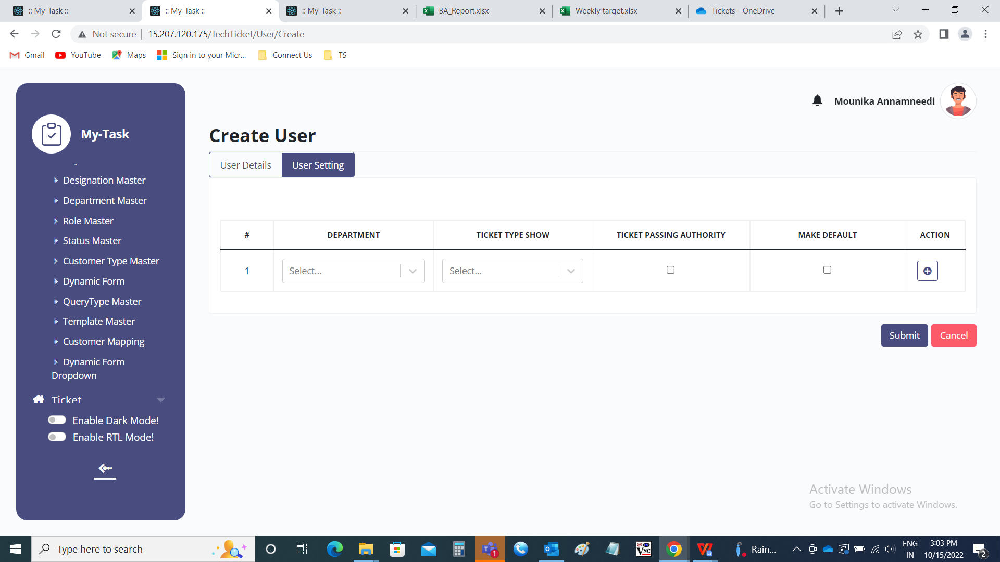 :: My-Task ::
:: My-Task ::
:: My-Task ::
BA_Report.xlsx
Weekly target.xlsx
Tickets - OneDrive
Not secure
15.207.120.175/TechTicket/User/Create
Gmail
YouTube
Maps
Sign in to your Micr...
Connect Us
TS
Mounika Annamneedi
My-Task
Create User
User Details
User Setting
Designation Master
Department Master
Role Master
Status Master
Customer Type Master
Dynamic Form
QueryType Master
Template Master
Customer Mapping
Dynamic Form
Dropdown
Ticket
Enable Dark Mode!
Enable RTL Mode!
# DEPARTMENT TICKET TYPE SHOW TICKET PASSING AUTHORITY MAKE DEFAULT ACTION
1 Select... Select...
Submit
Cancel
Activate Windows
Go to Settings to activate Windows.
Type here to search
T 1
VNC
Rain...
ENG
IN
3:03 PM
10/15/2022
2